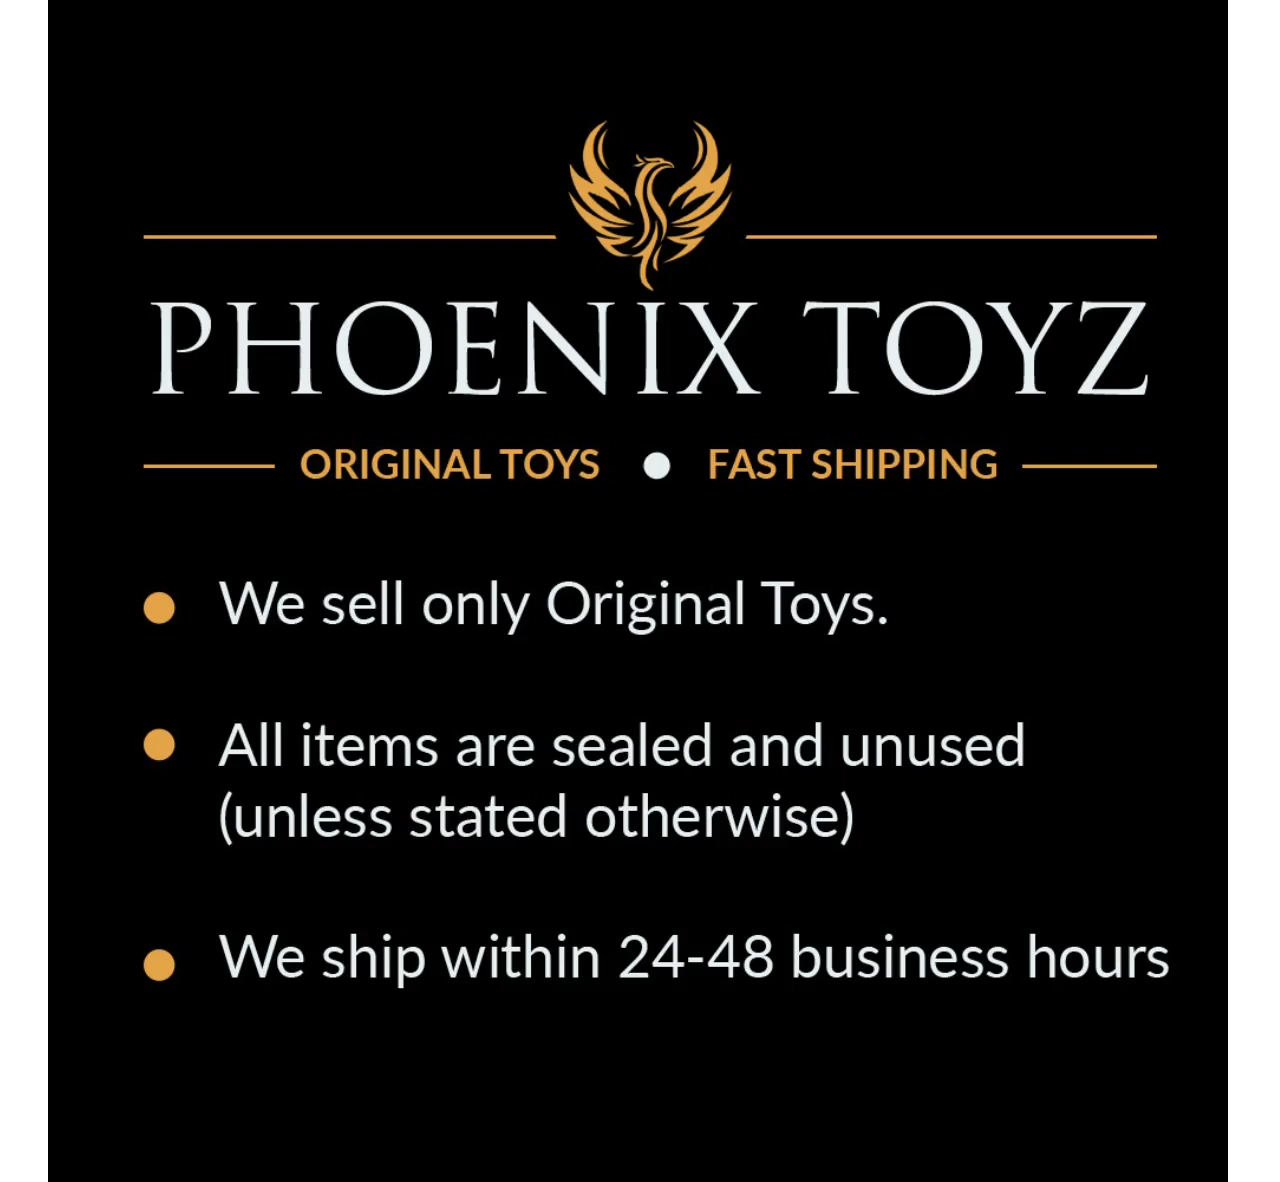 PHOENIX TOYZ
ORIGINAL TOYS ● FAST SHIPPING
● We sell only Original Toys.
● All items are sealed and unused
(unless stated otherwise)
● We ship within 24-48 business hours